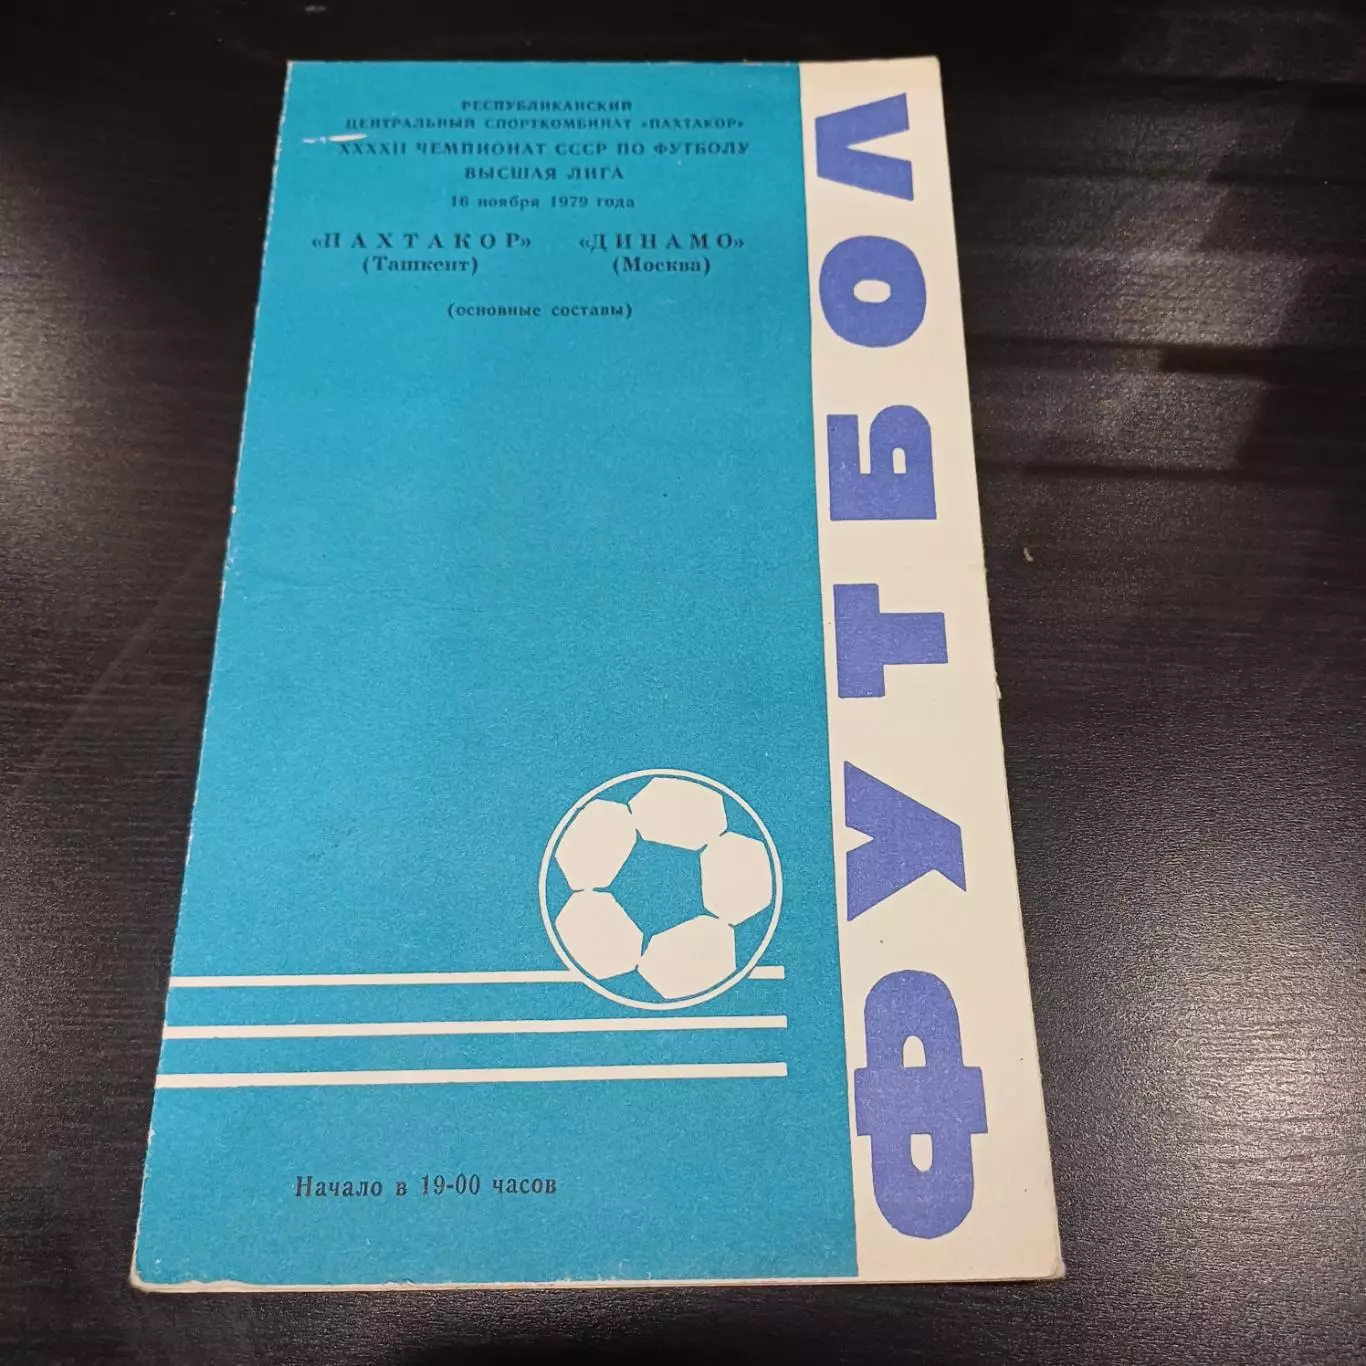 РЕСПУБЛИКАНСКИЙ
ЦЕНТРАЛЬНЫЙ СПОРТКОМБИНАТ «ПАХТАКОР»
XXXXII ЧЕМПИОНАТ СССР ПО ФУТБОЛУ
ВЫСШАЯ ЛИГА
16 ноября 1979 года
«ПАХТАКОР» «ДИНАМО»
(Ташкент) (Москва)
(основные составы)
Начало в 19-00 часов
ФУТБОЛ